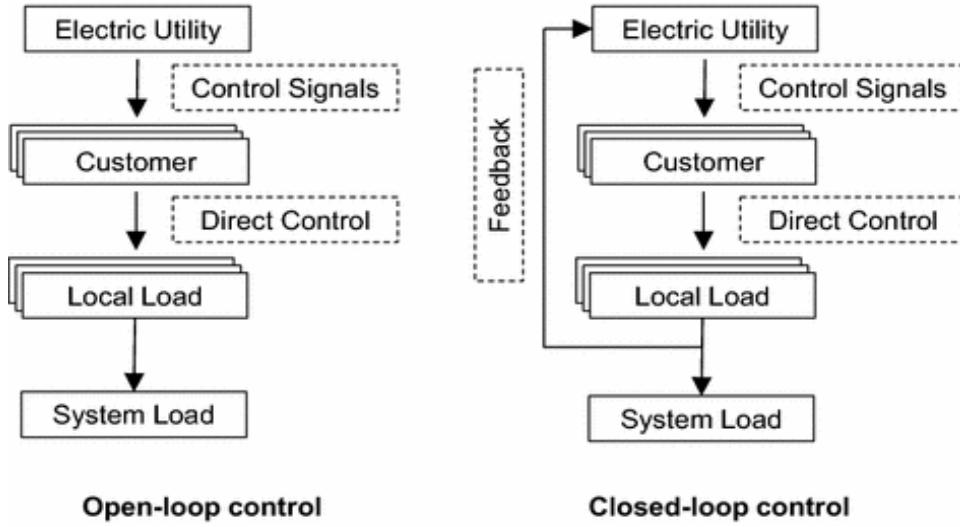 Electric Utility
Control Signals
Customer
Direct Control
Local Load
System Load
Open-loop control
Electric Utility
Control Signals
Feedback
Customer
Direct Control
Local Load
System Load
Closed-loop control